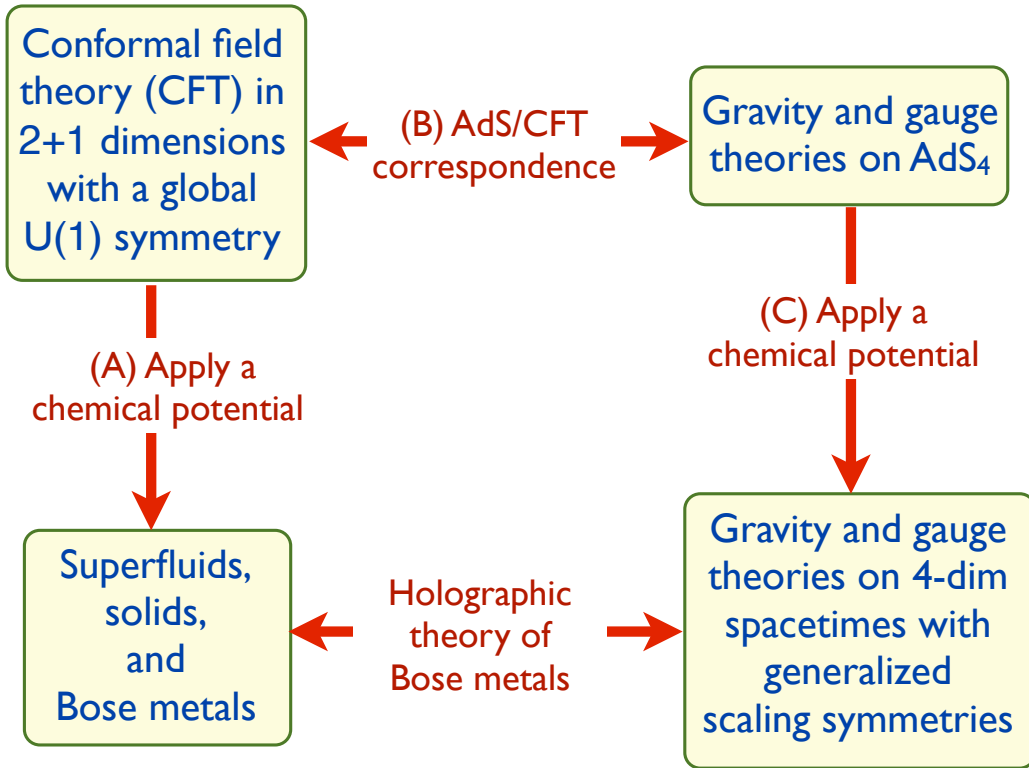 Conformal field
theory (CFT) in
2+1 dimensions
with a global
U(1) symmetry
(B) AdS/CFT
correspondence
Gravity and gauge
theories on AdS₄
(A) Apply a
chemical potential
(C) Apply a
chemical potential
Superfluids,
solids,
and
Bose metals
Holographic
theory of
Bose metals
Gravity and gauge
theories on 4-dim
spacetimes with
generalized
scaling symmetries